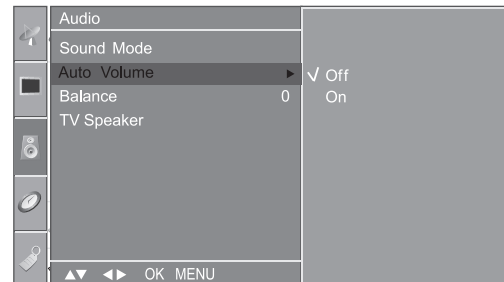 Audio
Sound Mode
Auto Volume ► √ Off
Balance 0 On
TV Speaker
▲▼ ◄► OK MENU